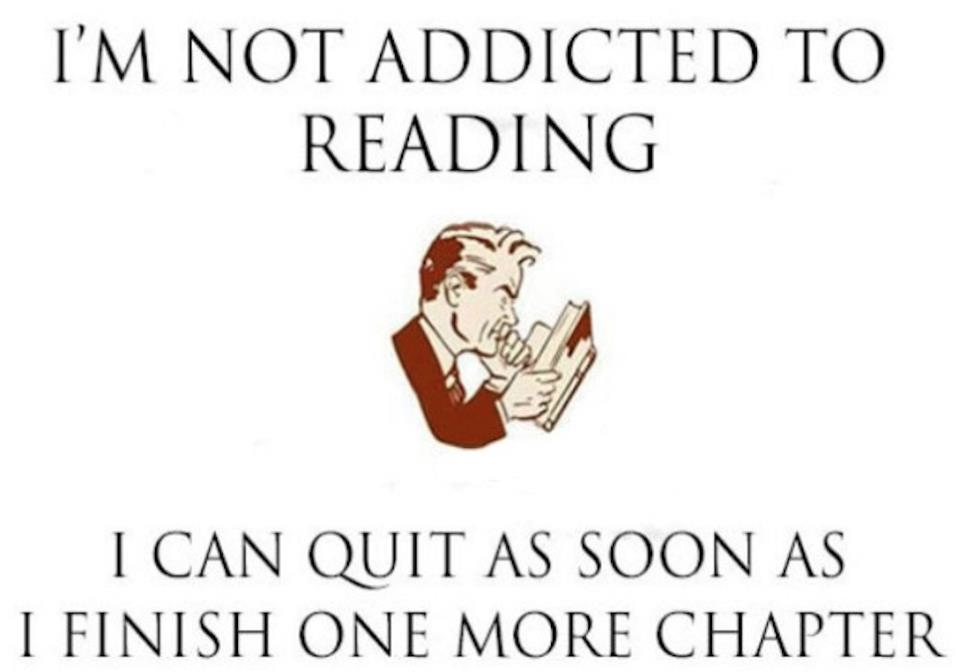 I'M NOT ADDICTED TO
READING
I CAN QUIT AS SOON AS
I FINISH ONE MORE CHAPTER